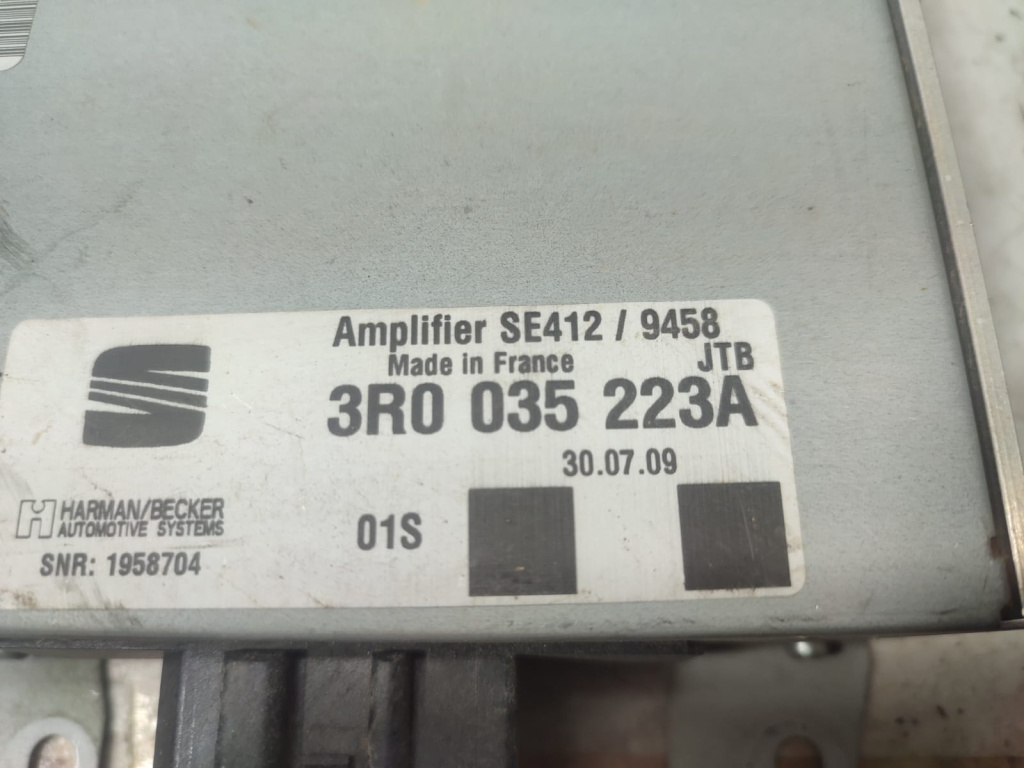 Amplifier SE412 / 9458
Made in France JTB
3R0 035 223A
30.07.09
HARMAN/BECKER
AUTOMOTIVE SYSTEMS
01S
SNR: 1958704